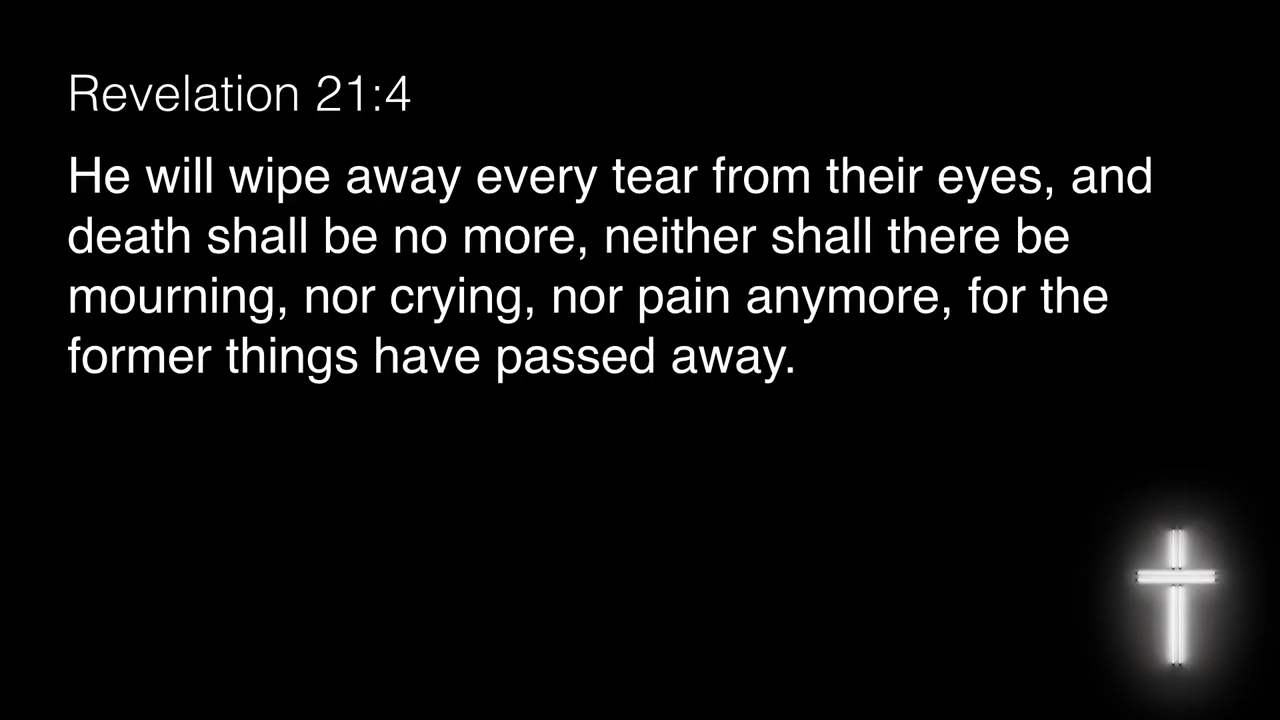 Revelation 21:4
He will wipe away every tear from their eyes, and
death shall be no more, neither shall there be
mourning, nor crying, nor pain anymore, for the
former things have passed away.